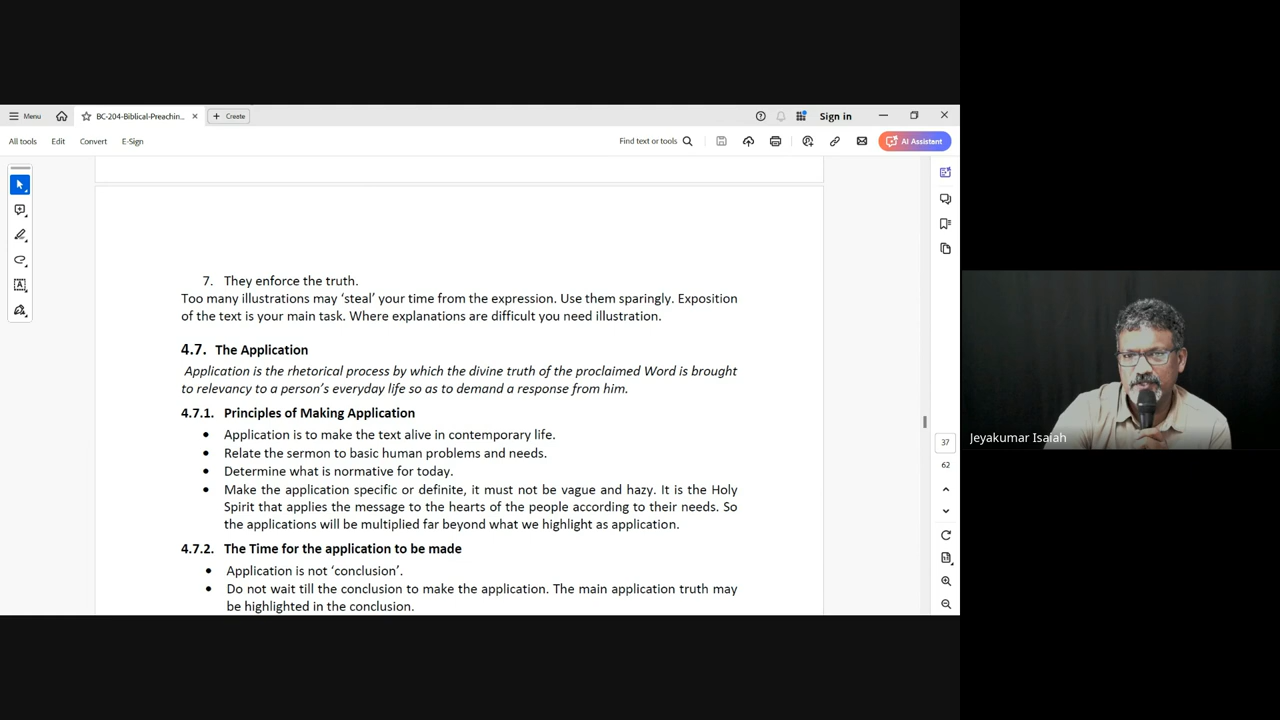 Menu
BC-204-Biblical-Preachin...
Create
Sign in
All tools
Edit
Convert
E-Sign
Find text or tools
AI Assistant
7. They enforce the truth.
Too many illustrations may ‘steal’ your time from the expression. Use them sparingly. Exposition
of the text is your main task. Where explanations are difficult you need illustration.
4.7. The Application
Application is the rhetorical process by which the divine truth of the proclaimed Word is brought
to relevancy to a person’s everyday life so as to demand a response from him.
4.7.1. Principles of Making Application
• Application is to make the text alive in contemporary life.
• Relate the sermon to basic human problems and needs.
• Determine what is normative for today.
• Make the application specific or definite, it must not be vague and hazy. It is the Holy
Spirit that applies the message to the hearts of the people according to their needs. So
the applications will be multiplied far beyond what we highlight as application.
4.7.2. The Time for the application to be made
• Application is not ‘conclusion’.
• Do not wait till the conclusion to make the application. The main application truth may
be highlighted in the conclusion.
37
62
Jeyakumar Isaiah